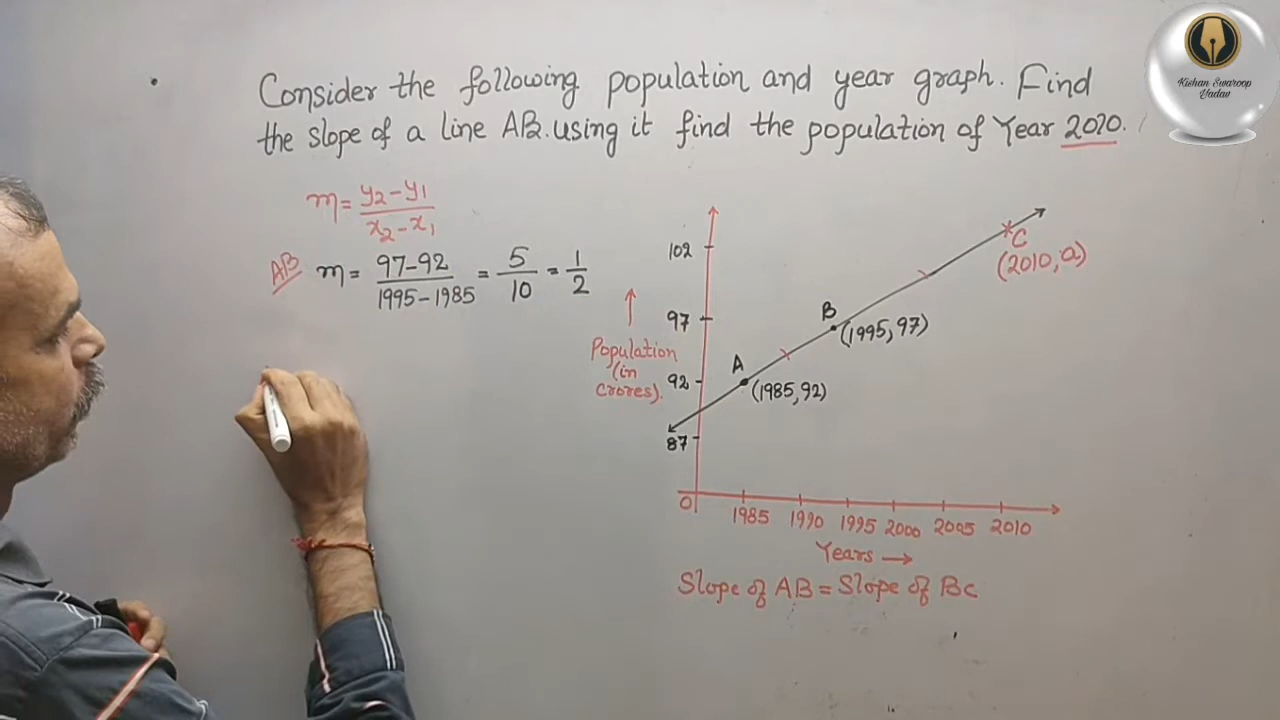 Consider the following population and year graph. Find
the slope of a line AB. using it find the population of Year 2010.
Kishan Swaroop
Yadav
m = y2 - y1 / x2 - x1
AB m = 97-92 / 1995-1985 = 5/10 = 1/2
102
97
92
87
0
Population
(in
crores).
A
(1985, 92)
B
(1995, 97)
C
(2010, a)
1985 1990 1995 2000 2005 2010
Years →
Slope of AB = Slope of BC